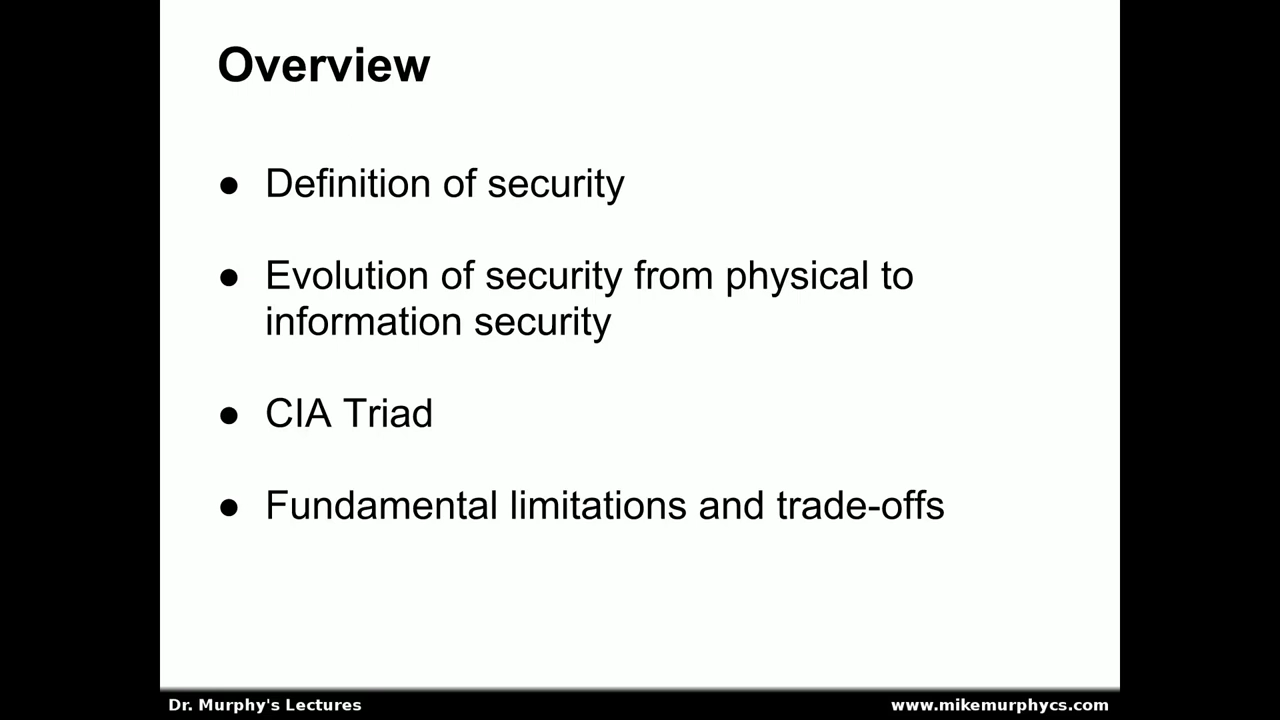 Overview
● Definition of security
● Evolution of security from physical to
information security
● CIA Triad
● Fundamental limitations and trade-offs
Dr. Murphy's Lectures
www.mikemurphycs.com